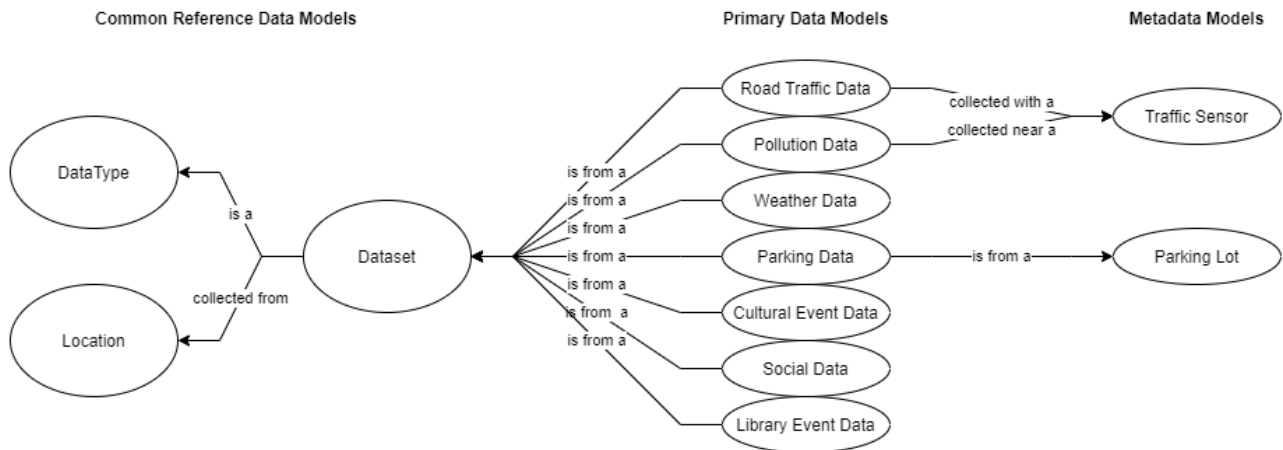 Common Reference Data Models
Primary Data Models
Metadata Models
Road Traffic Data
collected with a
Traffic Sensor
collected near a
Pollution Data
DataType
is from a
is from a
Weather Data
is a
is from a
Dataset
is from a
Parking Data
is from a
Parking Lot
collected from
is from a
Cultural Event Data
is from  a
Location
is from a
Social Data
Library Event Data